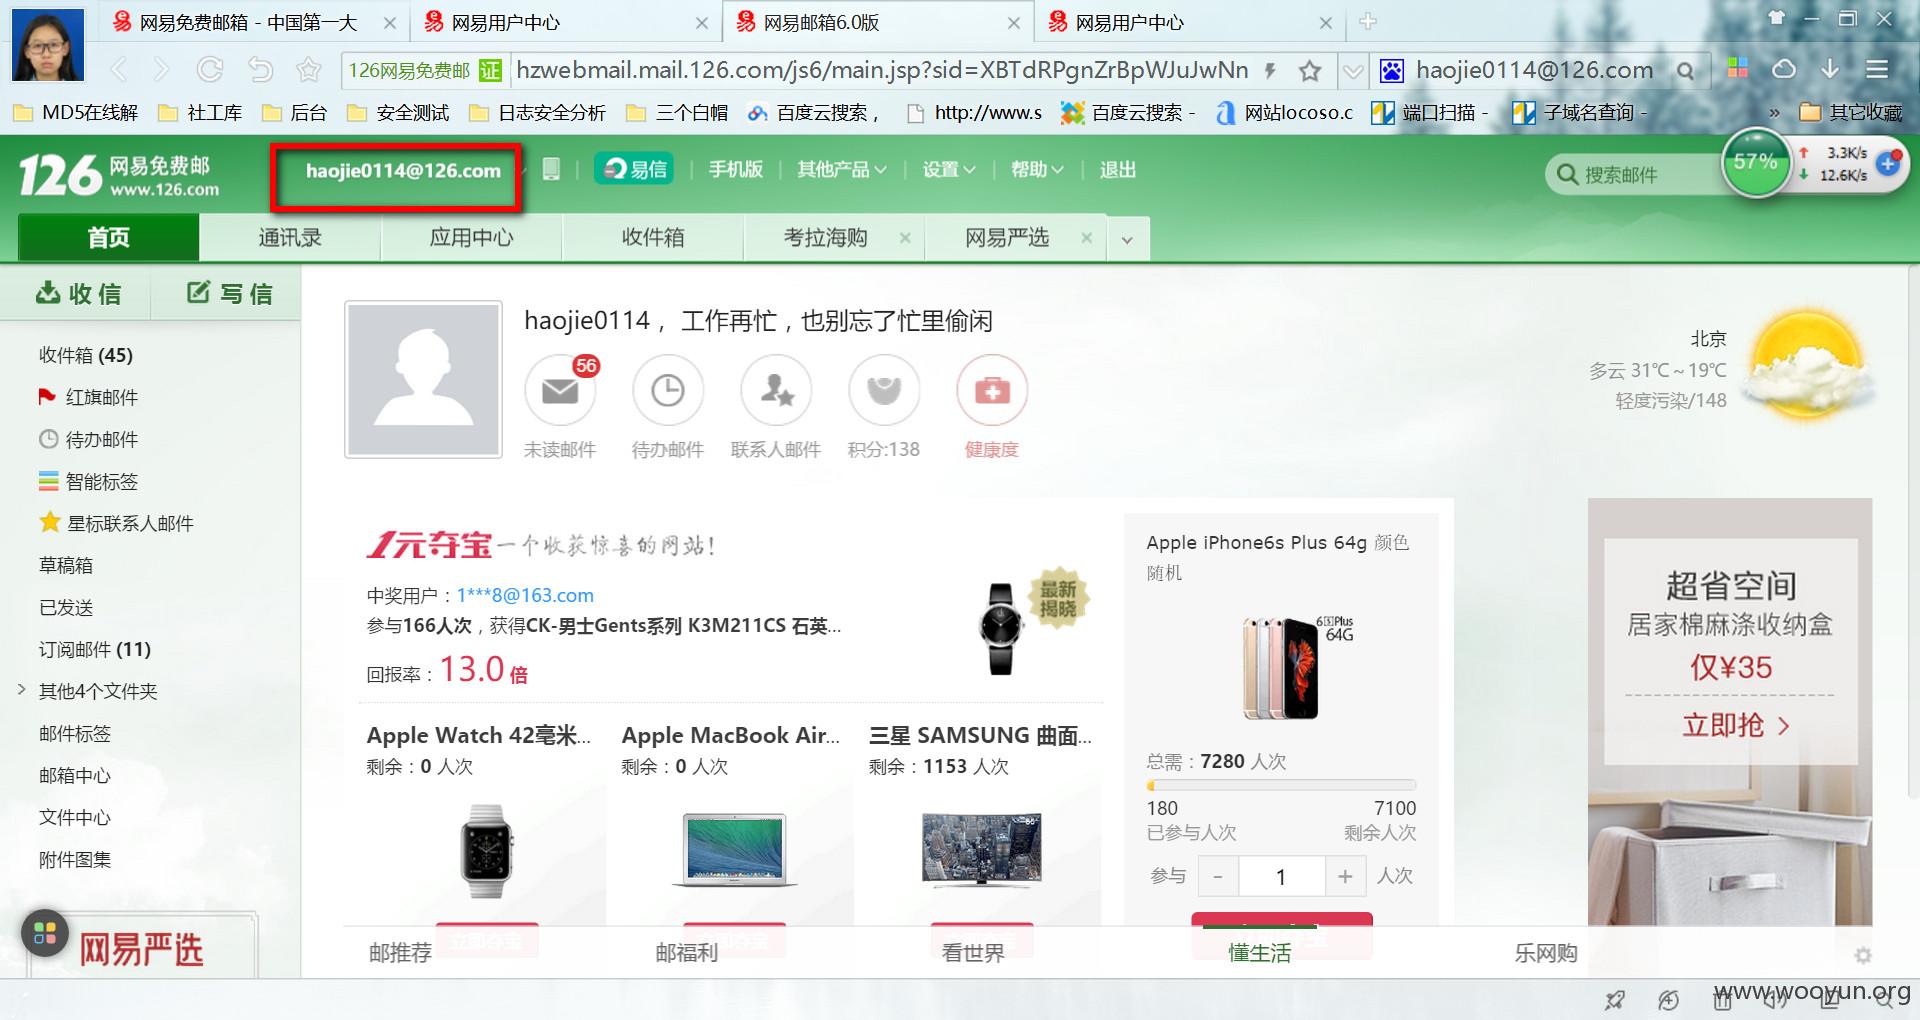 网易免费邮箱 - 中国第一大
网易用户中心
网易邮箱6.0版
网易用户中心
126网易免费邮 证 hzwebmail.mail.126.com/js6/main.jsp?sid=XBTdRPgnZrBpWJuJwNn haojie0114@126.com
MD5在线解 社工库 后台 安全测试 日志安全分析 三个白帽 百度云搜索， http://www.s 百度云搜索 - 网站locoso.c 端口扫描 - 子域名查询 - » 其它收藏
126 网易免费邮
www.126.com
haojie0114@126.com 易信 手机版 其他产品 设置 帮助 退出
搜索邮件
57% 3.3K/s
12.6K/s
首页 通讯录 应用中心 收件箱 考拉海购 网易严选
收信 写信
收件箱 (45)
红旗邮件
待办邮件
智能标签
星标联系人邮件
草稿箱
已发送
订阅邮件 (11)
其他4个文件夹
邮件标签
邮箱中心
文件中心
附件图集
网易严选
haojie0114， 工作再忙，也别忘了忙里偷闲
56
未读邮件 待办邮件 联系人邮件 积分:138 健康度
北京
多云 31℃～19℃
轻度污染/148
1元夺宝 一个收获惊喜的网站！
中奖用户：1***8@163.com
参与166人次，获得CK-男士Gents系列 K3M211CS 石英...
回报率：13.0 倍
最新
揭晓
Apple Watch 42毫米...
剩余：0 人次
Apple MacBook Air...
剩余：0 人次
三星 SAMSUNG 曲面...
剩余：1153 人次
立即夺宝
Apple iPhone6s Plus 64g 颜色
随机
6SPlus
64G
总需：7280 人次
180 7100
已参与人次 剩余人次
参与 - 1 + 人次
超省空间
居家棉麻涤收纳盒
仅¥35
立即抢 >
邮推荐 邮福利 看世界 懂生活 乐网购
www.wooyun.org